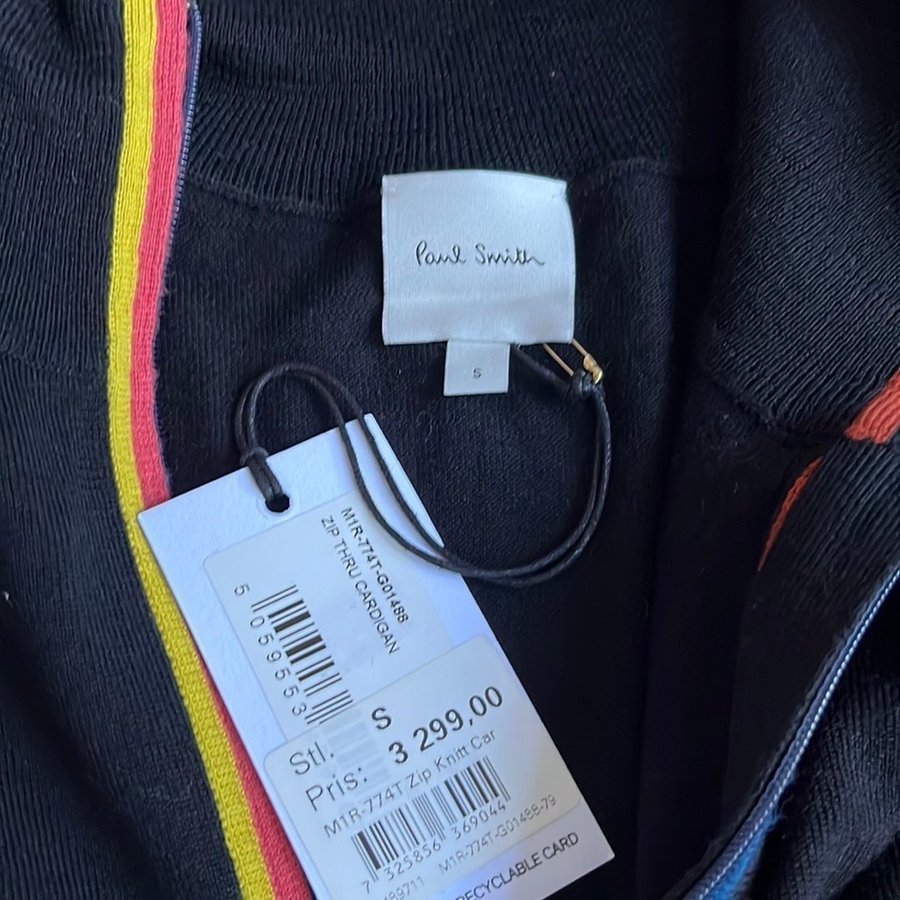 Paul Smith
S
M1R-774T-G01488
ZIP THRU CARDIGAN
5 059553
Stl.: S
Pris: 3 299,00
M1R-774T Zip Knitt Car
7 325856 369044
M1R-774T-G01488-79
RECYCLABLE CARD